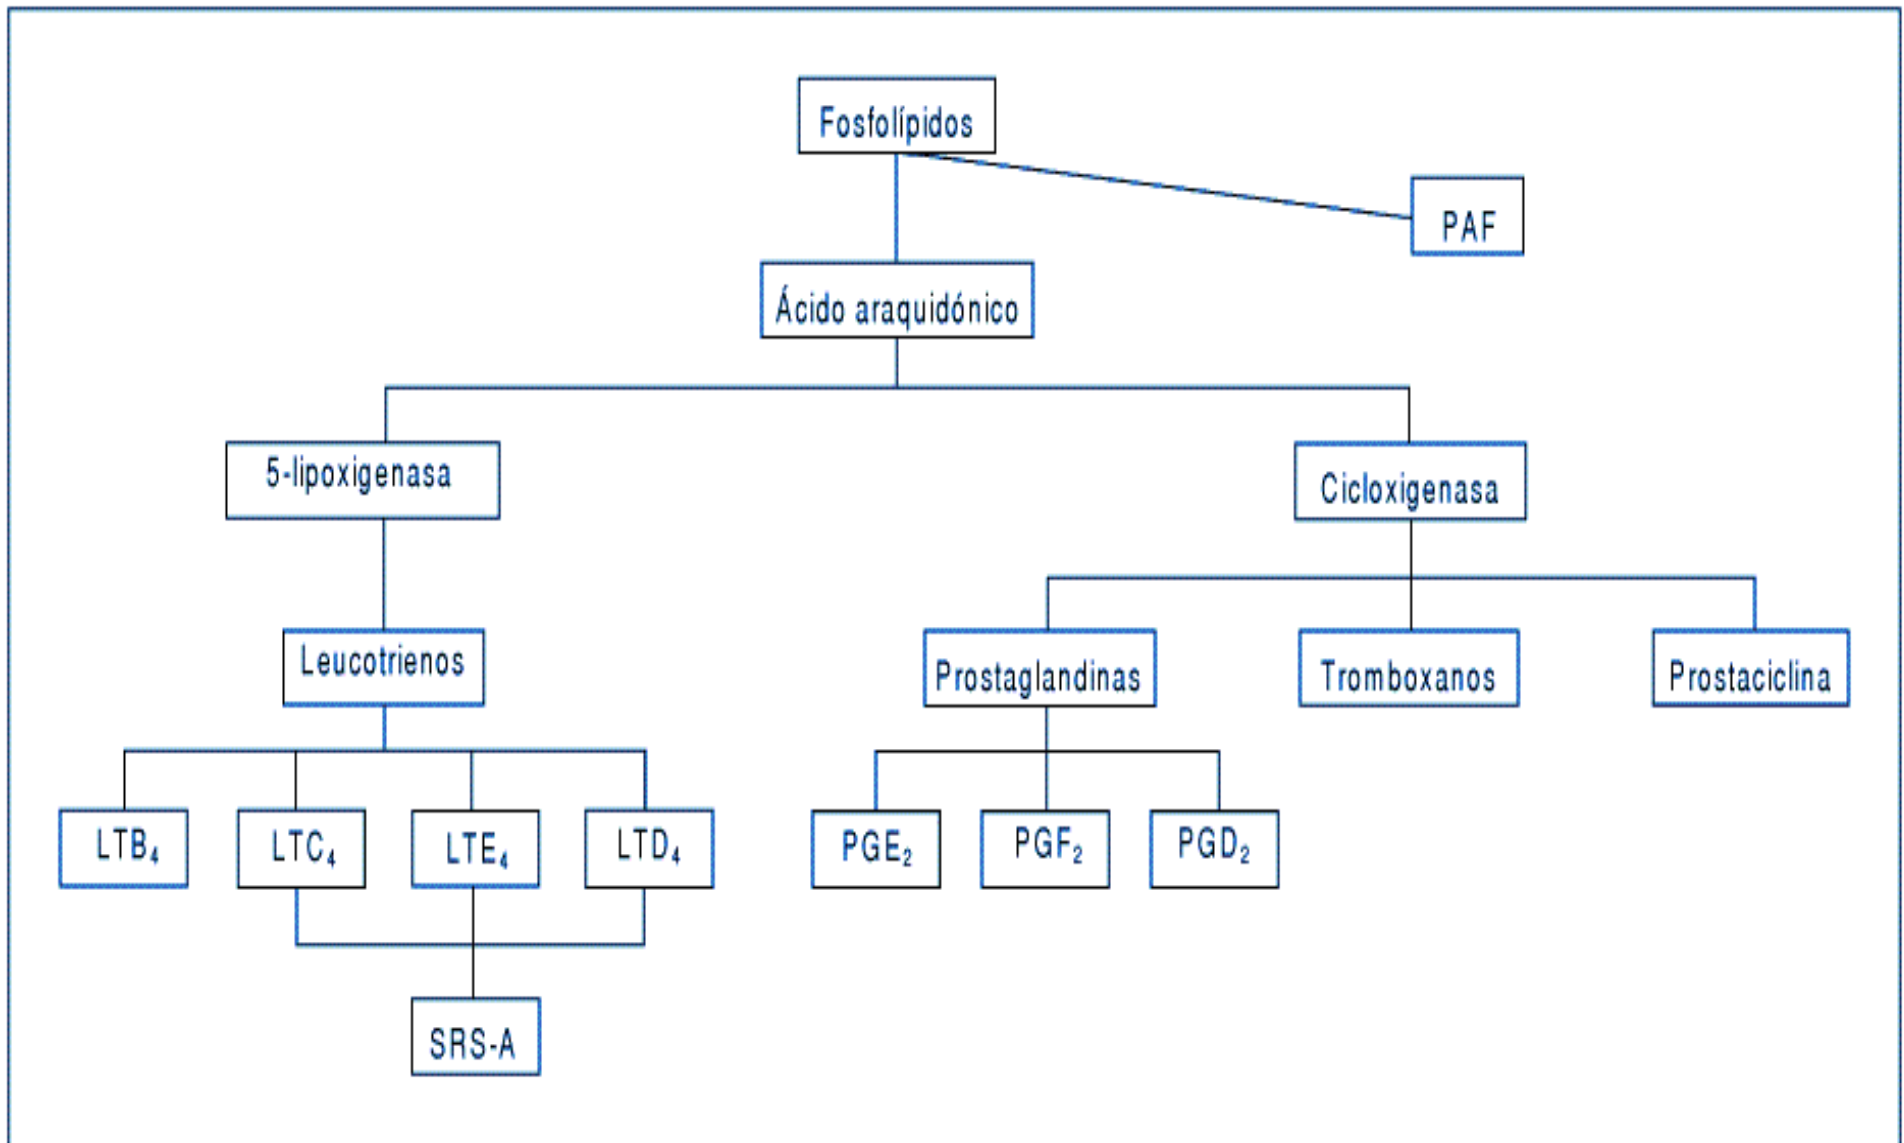 Fosfolípidos
PAF
Ácido araquidónico
5-lipoxigenasa
Cicloxigenasa
Leucotrienos
Prostaglandinas
Tromboxanos
Prostaciclina
LTB₄
LTC₄
LTE₄
LTD₄
PGE₂
PGF₂
PGD₂
SRS-A